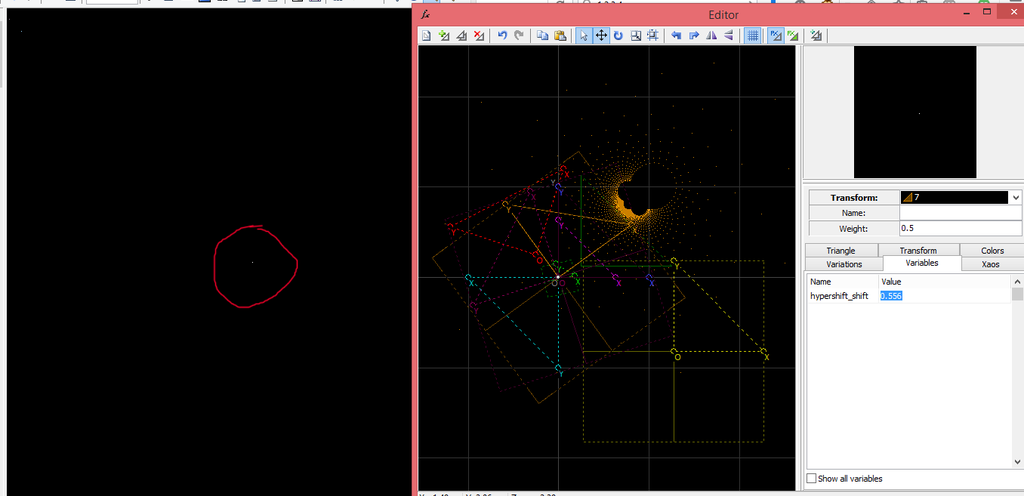 Editor
Transform:
7
Name:
Weight:
0.5
Triangle
Transform
Colors
Variations
Variables
Xaos
Name
Value
hypershift_shift
0.556
Show all variables
X
Y
Y
Y
Y
X
Y
O
X
X
O
X
X
X
Y
Y
O
X